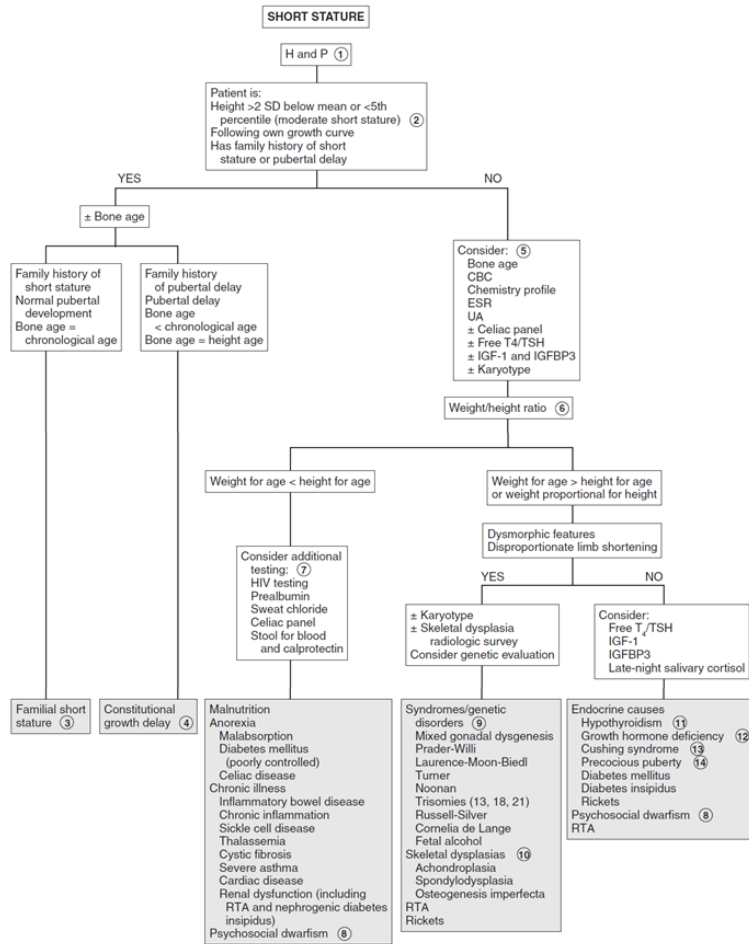 SHORT STATURE
H and P ①
Patient is:
Height >2 SD below mean or <5th
percentile (moderate short stature) ②
Following own growth curve
Has family history of short
stature or pubertal delay
YES
NO
± Bone age
Family history of
short stature
Normal pubertal
development
Bone age =
chronological age
Family history
of pubertal delay
Pubertal delay
Bone age
< chronological age
Bone age = height age
Consider: ⑤
Bone age
CBC
Chemistry profile
ESR
UA
± Celiac panel
± Free T4/TSH
± IGF-1 and IGFBP3
± Karyotype
Weight/height ratio ⑥
Weight for age < height for age
Weight for age > height for age
or weight proportional for height
Dysmorphic features
Disproportionate limb shortening
Consider additional
testing: ⑦
HIV testing
Prealbumin
Sweat chloride
Celiac panel
Stool for blood
and calprotectin
YES
NO
± Karyotype
± Skeletal dysplasia
radiologic survey
Consider genetic evaluation
Consider:
Free T4/TSH
IGF-1
IGFBP3
Late-night salivary cortisol
Familial short
stature ③
Constitutional
growth delay ④
Malnutrition
Anorexia
Malabsorption
Diabetes mellitus
(poorly controlled)
Celiac disease
Chronic illness
Inflammatory bowel disease
Chronic inflammation
Sickle cell disease
Thalassemia
Cystic fibrosis
Severe asthma
Cardiac disease
Renal dysfunction (including
RTA and nephrogenic diabetes
insipidus)
Psychosocial dwarfism ⑧
Syndromes/genetic
disorders ⑨
Mixed gonadal dysgenesis
Prader-Willi
Laurence-Moon-Biedl
Turner
Noonan
Trisomies (13, 18, 21)
Russell-Silver
Cornelia de Lange
Fetal alcohol
Skeletal dysplasias ⑩
Achondroplasia
Spondylodysplasia
Osteogenesis imperfecta
RTA
Rickets
Endocrine causes
Hypothyroidism ⑪
Growth hormone deficiency ⑫
Cushing syndrome ⑬
Precocious puberty ⑭
Diabetes mellitus
Diabetes insipidus
Rickets
Psychosocial dwarfism ⑧
RTA